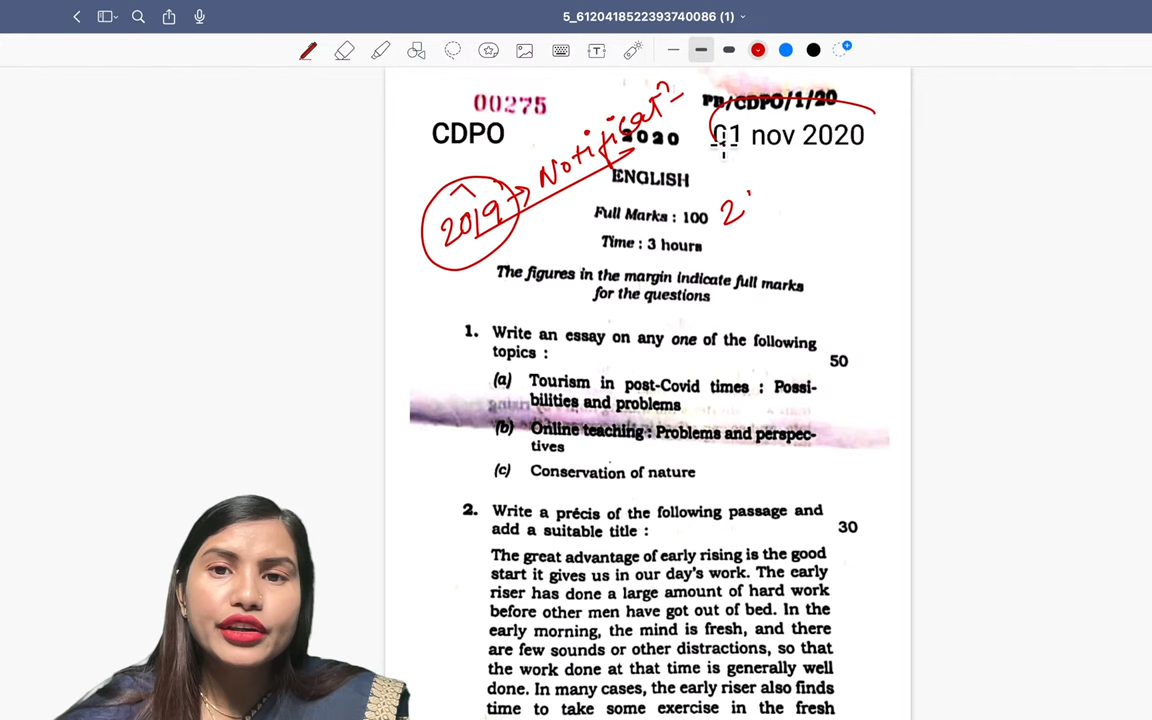 5_6120418522393740086 (1)
00275
PB/CDPO/1/20
CDPO
2020
01 nov 2020
2019 → Notificatn
ENGLISH
Full Marks : 100
2
Time : 3 hours
The figures in the margin indicate full marks
for the questions
1. Write an essay on any one of the following
topics :
50
(a) Tourism in post-Covid times : Possi-
bilities and problems
(b) Online teaching : Problems and perspec-
tives
(c) Conservation of nature
2. Write a précis of the following passage and
add a suitable title :
30
The great advantage of early rising is the good
start it gives us in our day's work. The early
riser has done a large amount of hard work
before other men have got out of bed. In the
early morning, the mind is fresh, and there
are few sounds or other distractions, so that
the work done at that time is generally well
done. In many cases, the early riser also finds
time to take some exercise in the fresh